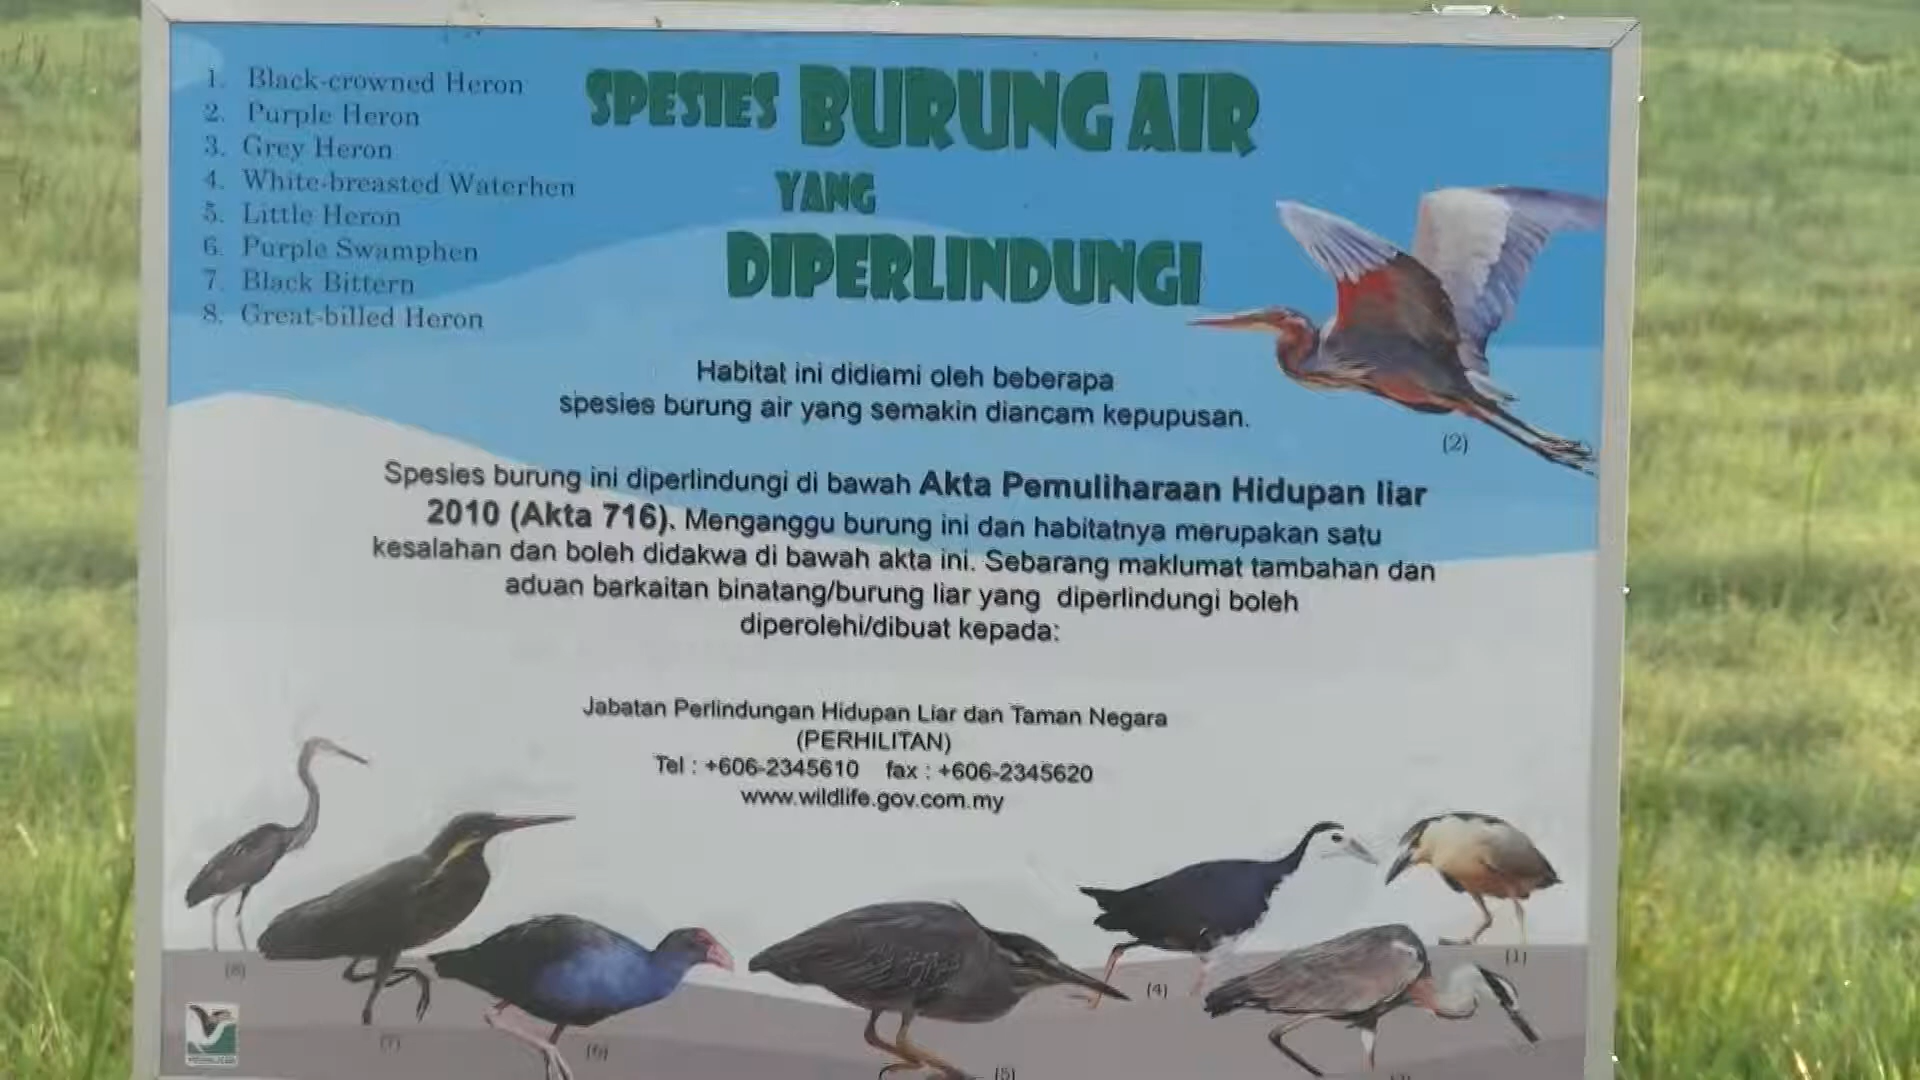 1. Black-crowned Heron
2. Purple Heron
3. Grey Heron
4. White-breasted Waterhen
5. Little Heron
6. Purple Swamphen
7. Black Bittern
8. Great-billed Heron
SPESIES BURUNG AIR
YANG
DIPERLINDUNGI
(2)
Habitat ini didiami oleh beberapa
spesies burung air yang semakin diancam kepupusan.
Spesies burung ini diperlindungi di bawah Akta Pemuliharaan Hidupan liar
2010 (Akta 716). Menganggu burung ini dan habitatnya merupakan satu
kesalahan dan boleh didakwa di bawah akta ini. Sebarang maklumat tambahan dan
aduan barkaitan binatang/burung liar yang diperlindungi boleh
diperolehi/dibuat kepada:
Jabatan Perlindungan Hidupan Liar dan Taman Negara
(PERHILITAN)
Tel : +606-2345610 fax : +606-2345620
www.wildlife.gov.com.my
(8)
(7)
(6)
(5)
(4)
(1)
PERHILITAN